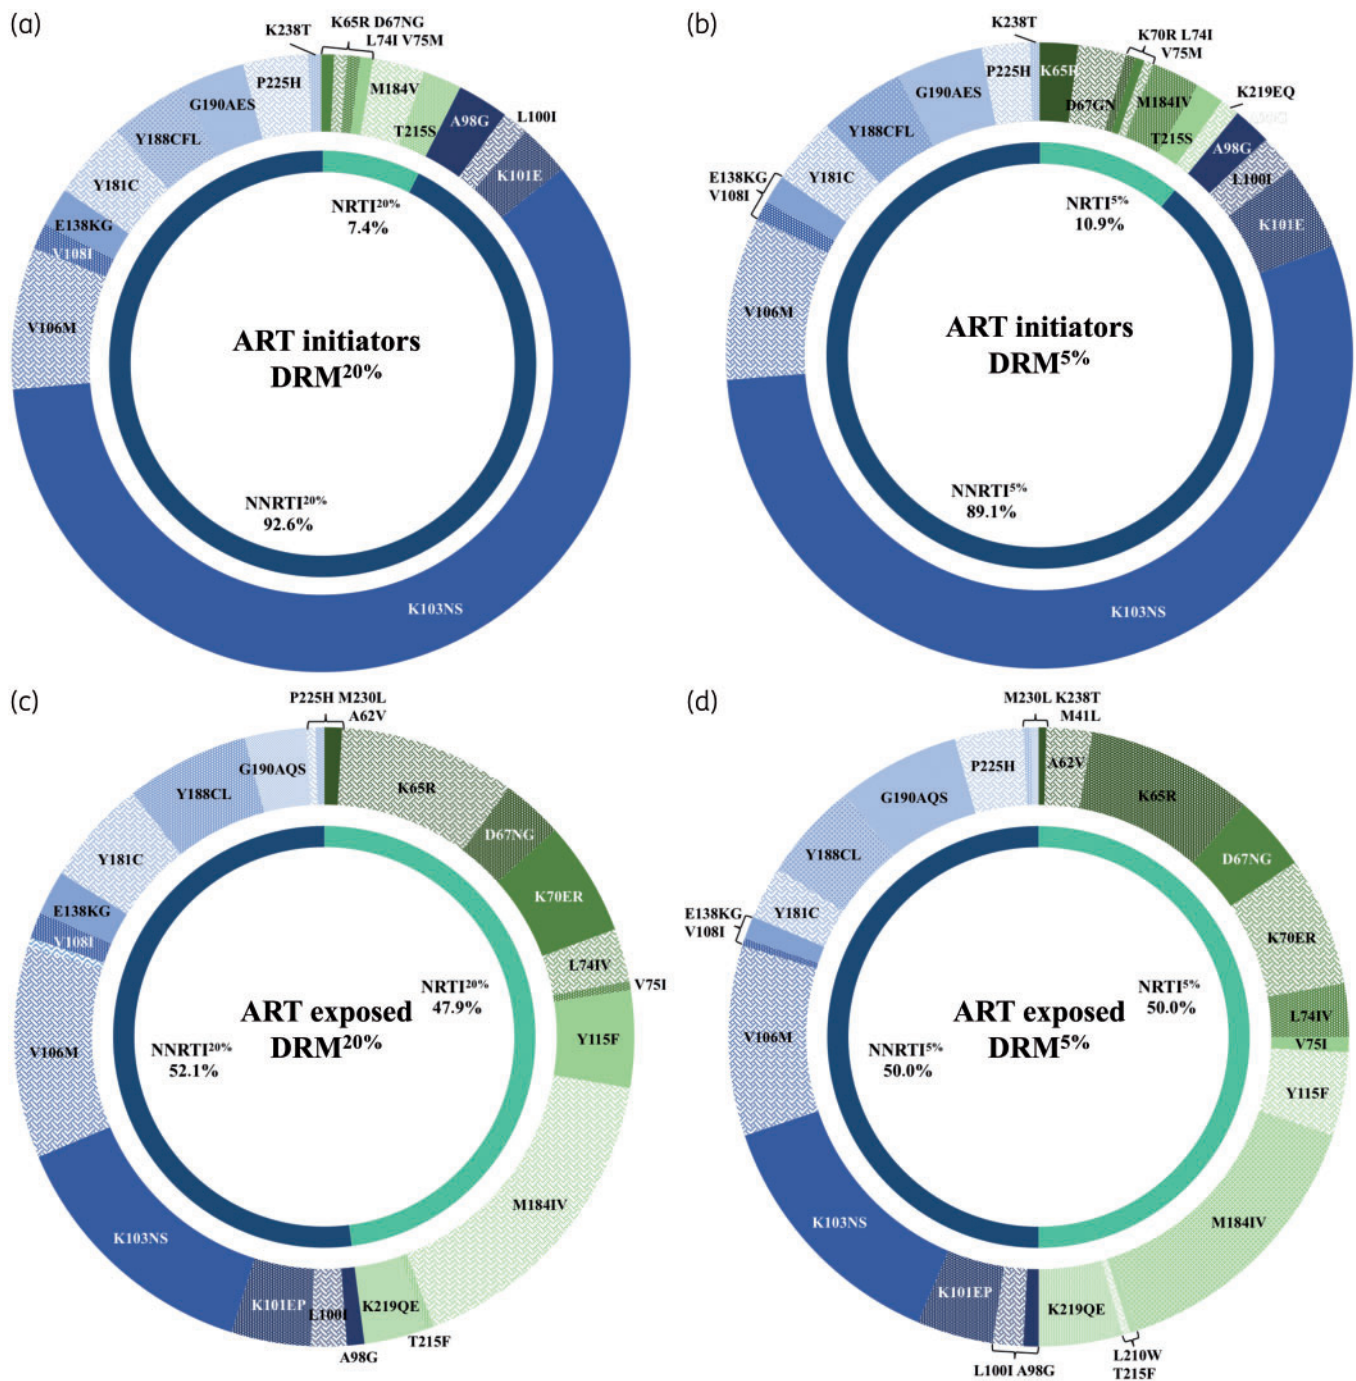 (a)
K238T
K65R D67NG
L74I V75M
P225H
M184V
G190AES
T215S
A98G
L100I
Y188CFL
K101E
Y181C
E138KG
V108I
V106M
NRTI20%
7.4%
ART initiators
DRM20%
NNRTI20%
92.6%
K103NS
(b)
K238T
K70R L74I
V75M
P225H
K65R
G190AES
D67GN
M184IV
K219EQ
T215S
Y188CFL
A98G
L100I
E138KG
V108I
Y181C
K101E
V106M
NRTI5%
10.9%
ART initiators
DRM5%
NNRTI5%
89.1%
K103NS
(c)
P225H M230L
A62V
G190AQS
K65R
Y188CL
D67NG
Y181C
K70ER
E138KG
V108I
L74IV
V75I
V106M
Y115F
NRTI20%
47.9%
ART exposed
DRM20%
NNRTI20%
52.1%
M184IV
K103NS
K101EP
L100I
K219QE
T215F
A98G
(d)
M230L K238T
M41L
P225H
A62V
G190AQS
K65R
Y188CL
D67NG
E138KG
V108I
Y181C
K70ER
L74IV
V75I
V106M
Y115F
NRTI5%
50.0%
ART exposed
DRM5%
NNRTI5%
50.0%
K103NS
M184IV
K101EP
K219QE
L100I A98G
L210W
T215F